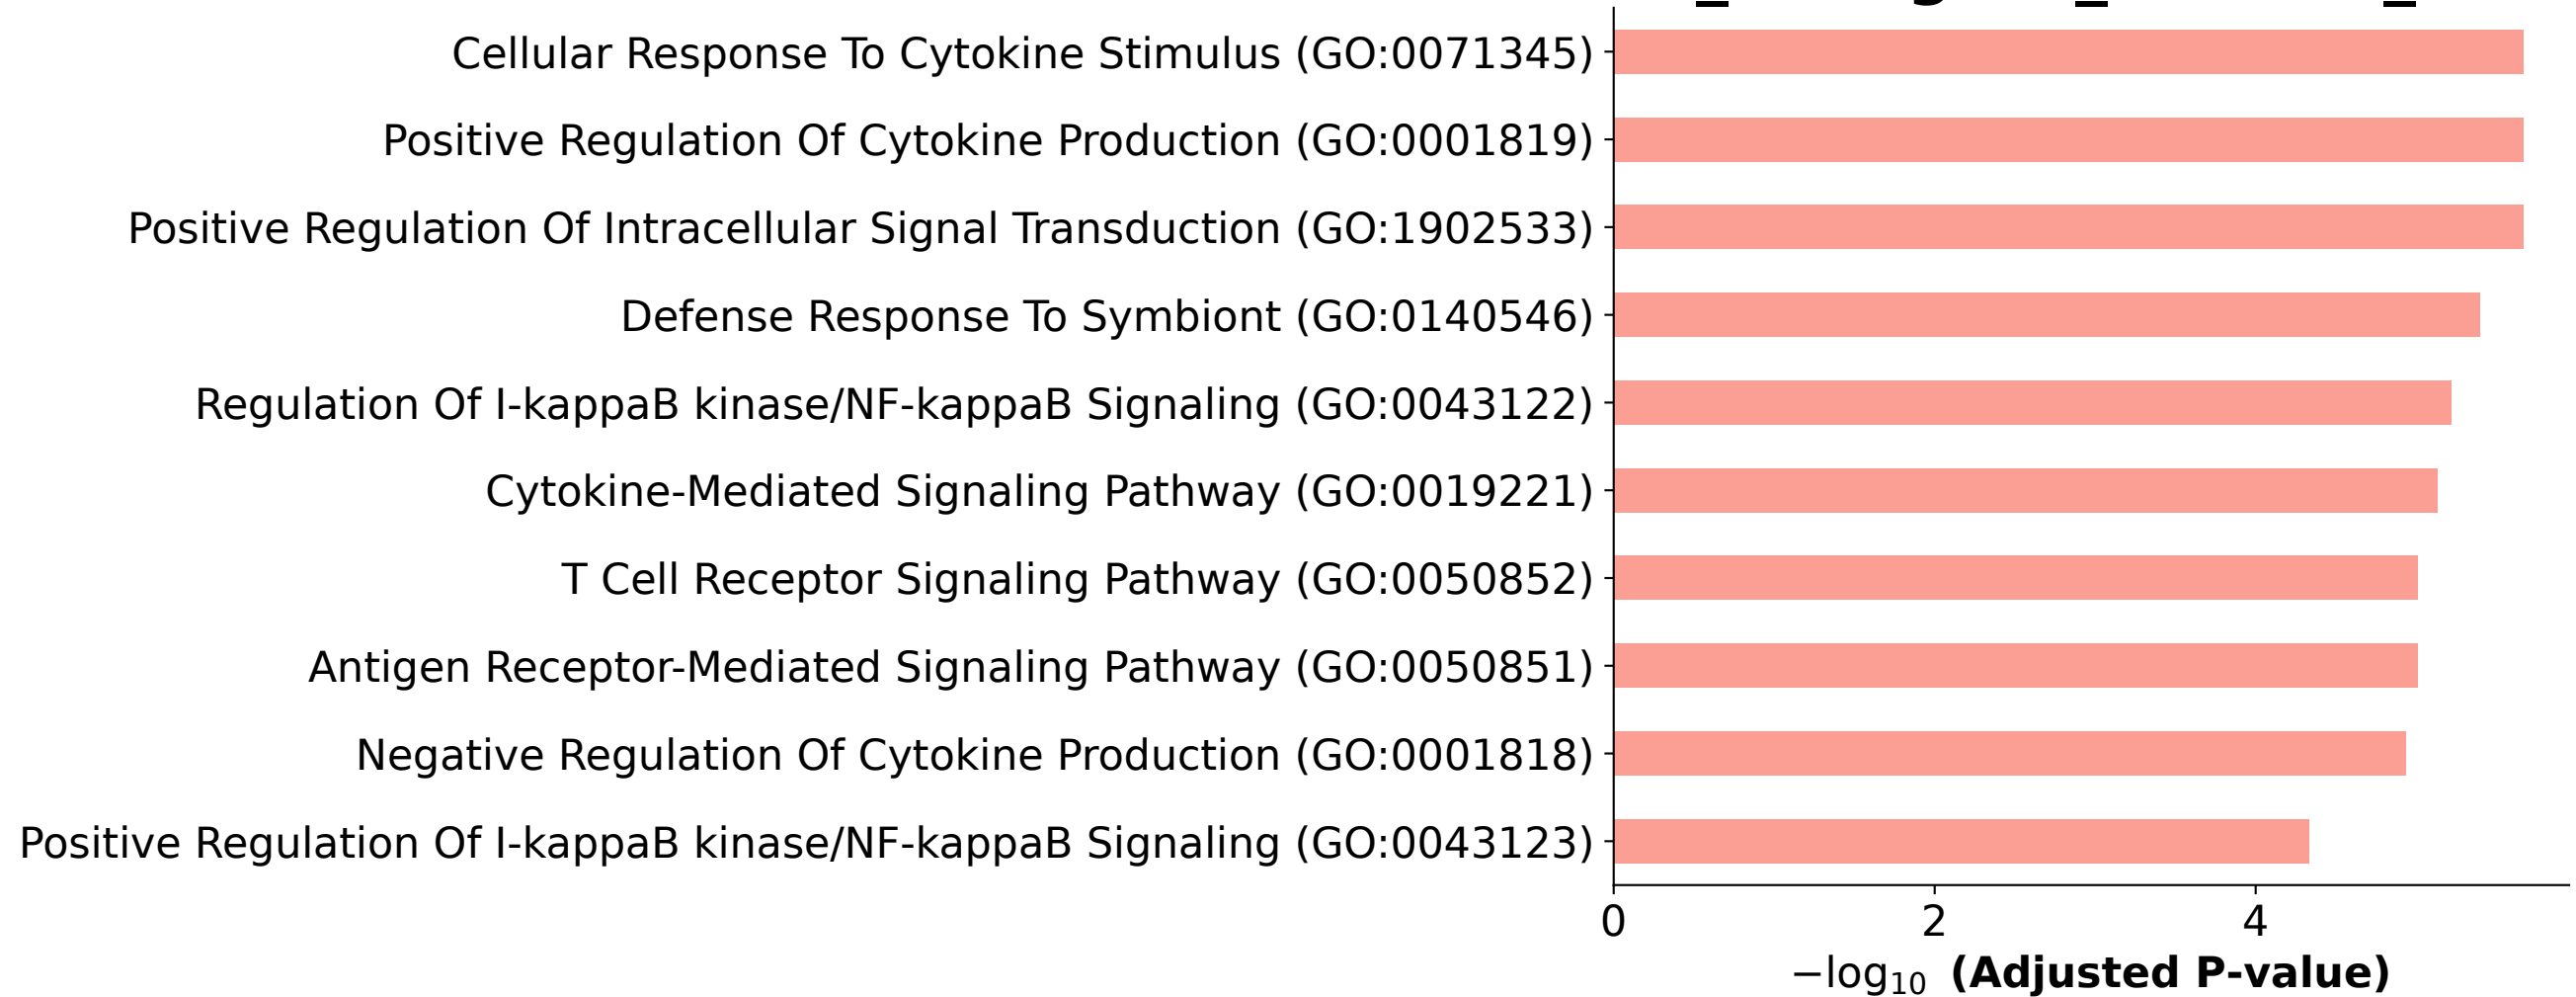 Cellular Response To Cytokine Stimulus (GO:0071345)
Positive Regulation Of Cytokine Production (GO:0001819)
Positive Regulation Of Intracellular Signal Transduction (GO:1902533)
Defense Response To Symbiont (GO:0140546)
Regulation Of I-kappaB kinase/NF-kappaB Signaling (GO:0043122)
Cytokine-Mediated Signaling Pathway (GO:0019221)
T Cell Receptor Signaling Pathway (GO:0050852)
Antigen Receptor-Mediated Signaling Pathway (GO:0050851)
Negative Regulation Of Cytokine Production (GO:0001818)
Positive Regulation Of I-kappaB kinase/NF-kappaB Signaling (GO:0043123)
0 2 4
−log₁₀ (Adjusted P-value)